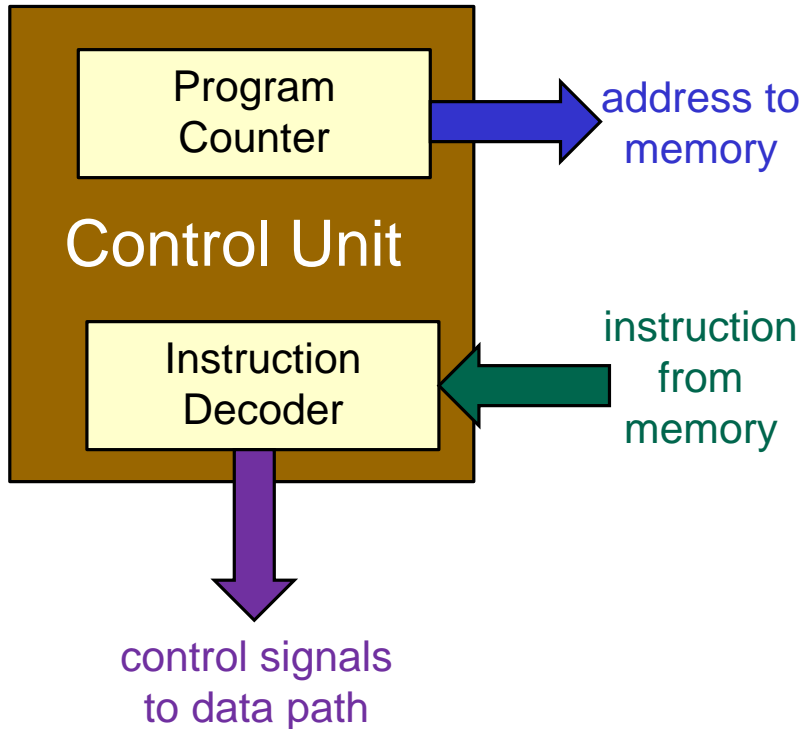 Program
Counter
address to
memory
Control Unit
Instruction
Decoder
instruction
from
memory
control signals
to data path